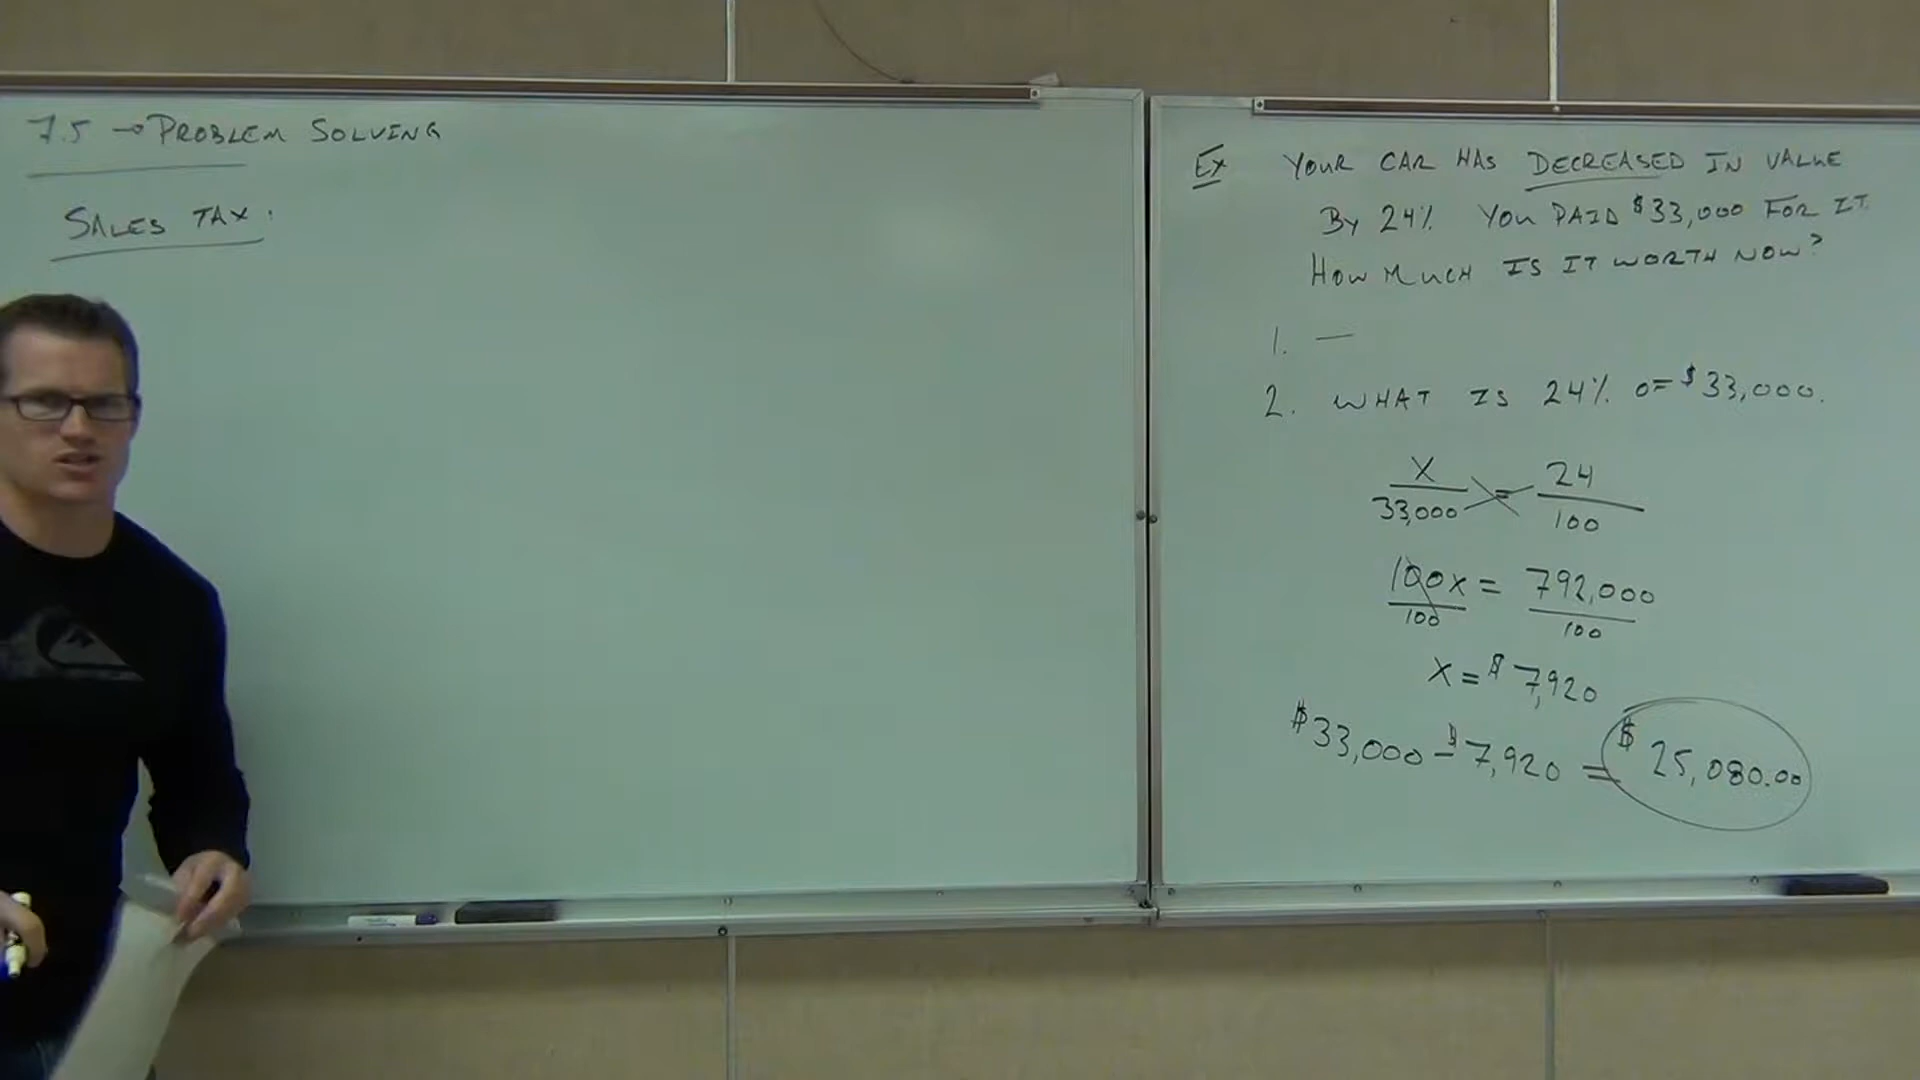 7.5 → PROBLEM SOLVING
SALES TAX:
Ex YOUR CAR HAS DECREASED IN VALUE
BY 24% YOU PAID $33,000 FOR IT.
HOW MUCH IS IT WORTH NOW?
1. —
2. WHAT IS 24% OF $33,000.
X/33,000 = 24/100
100x/100 = 792,000/100
X = $7,920
$33,000 - $7,920 = $25,080.00